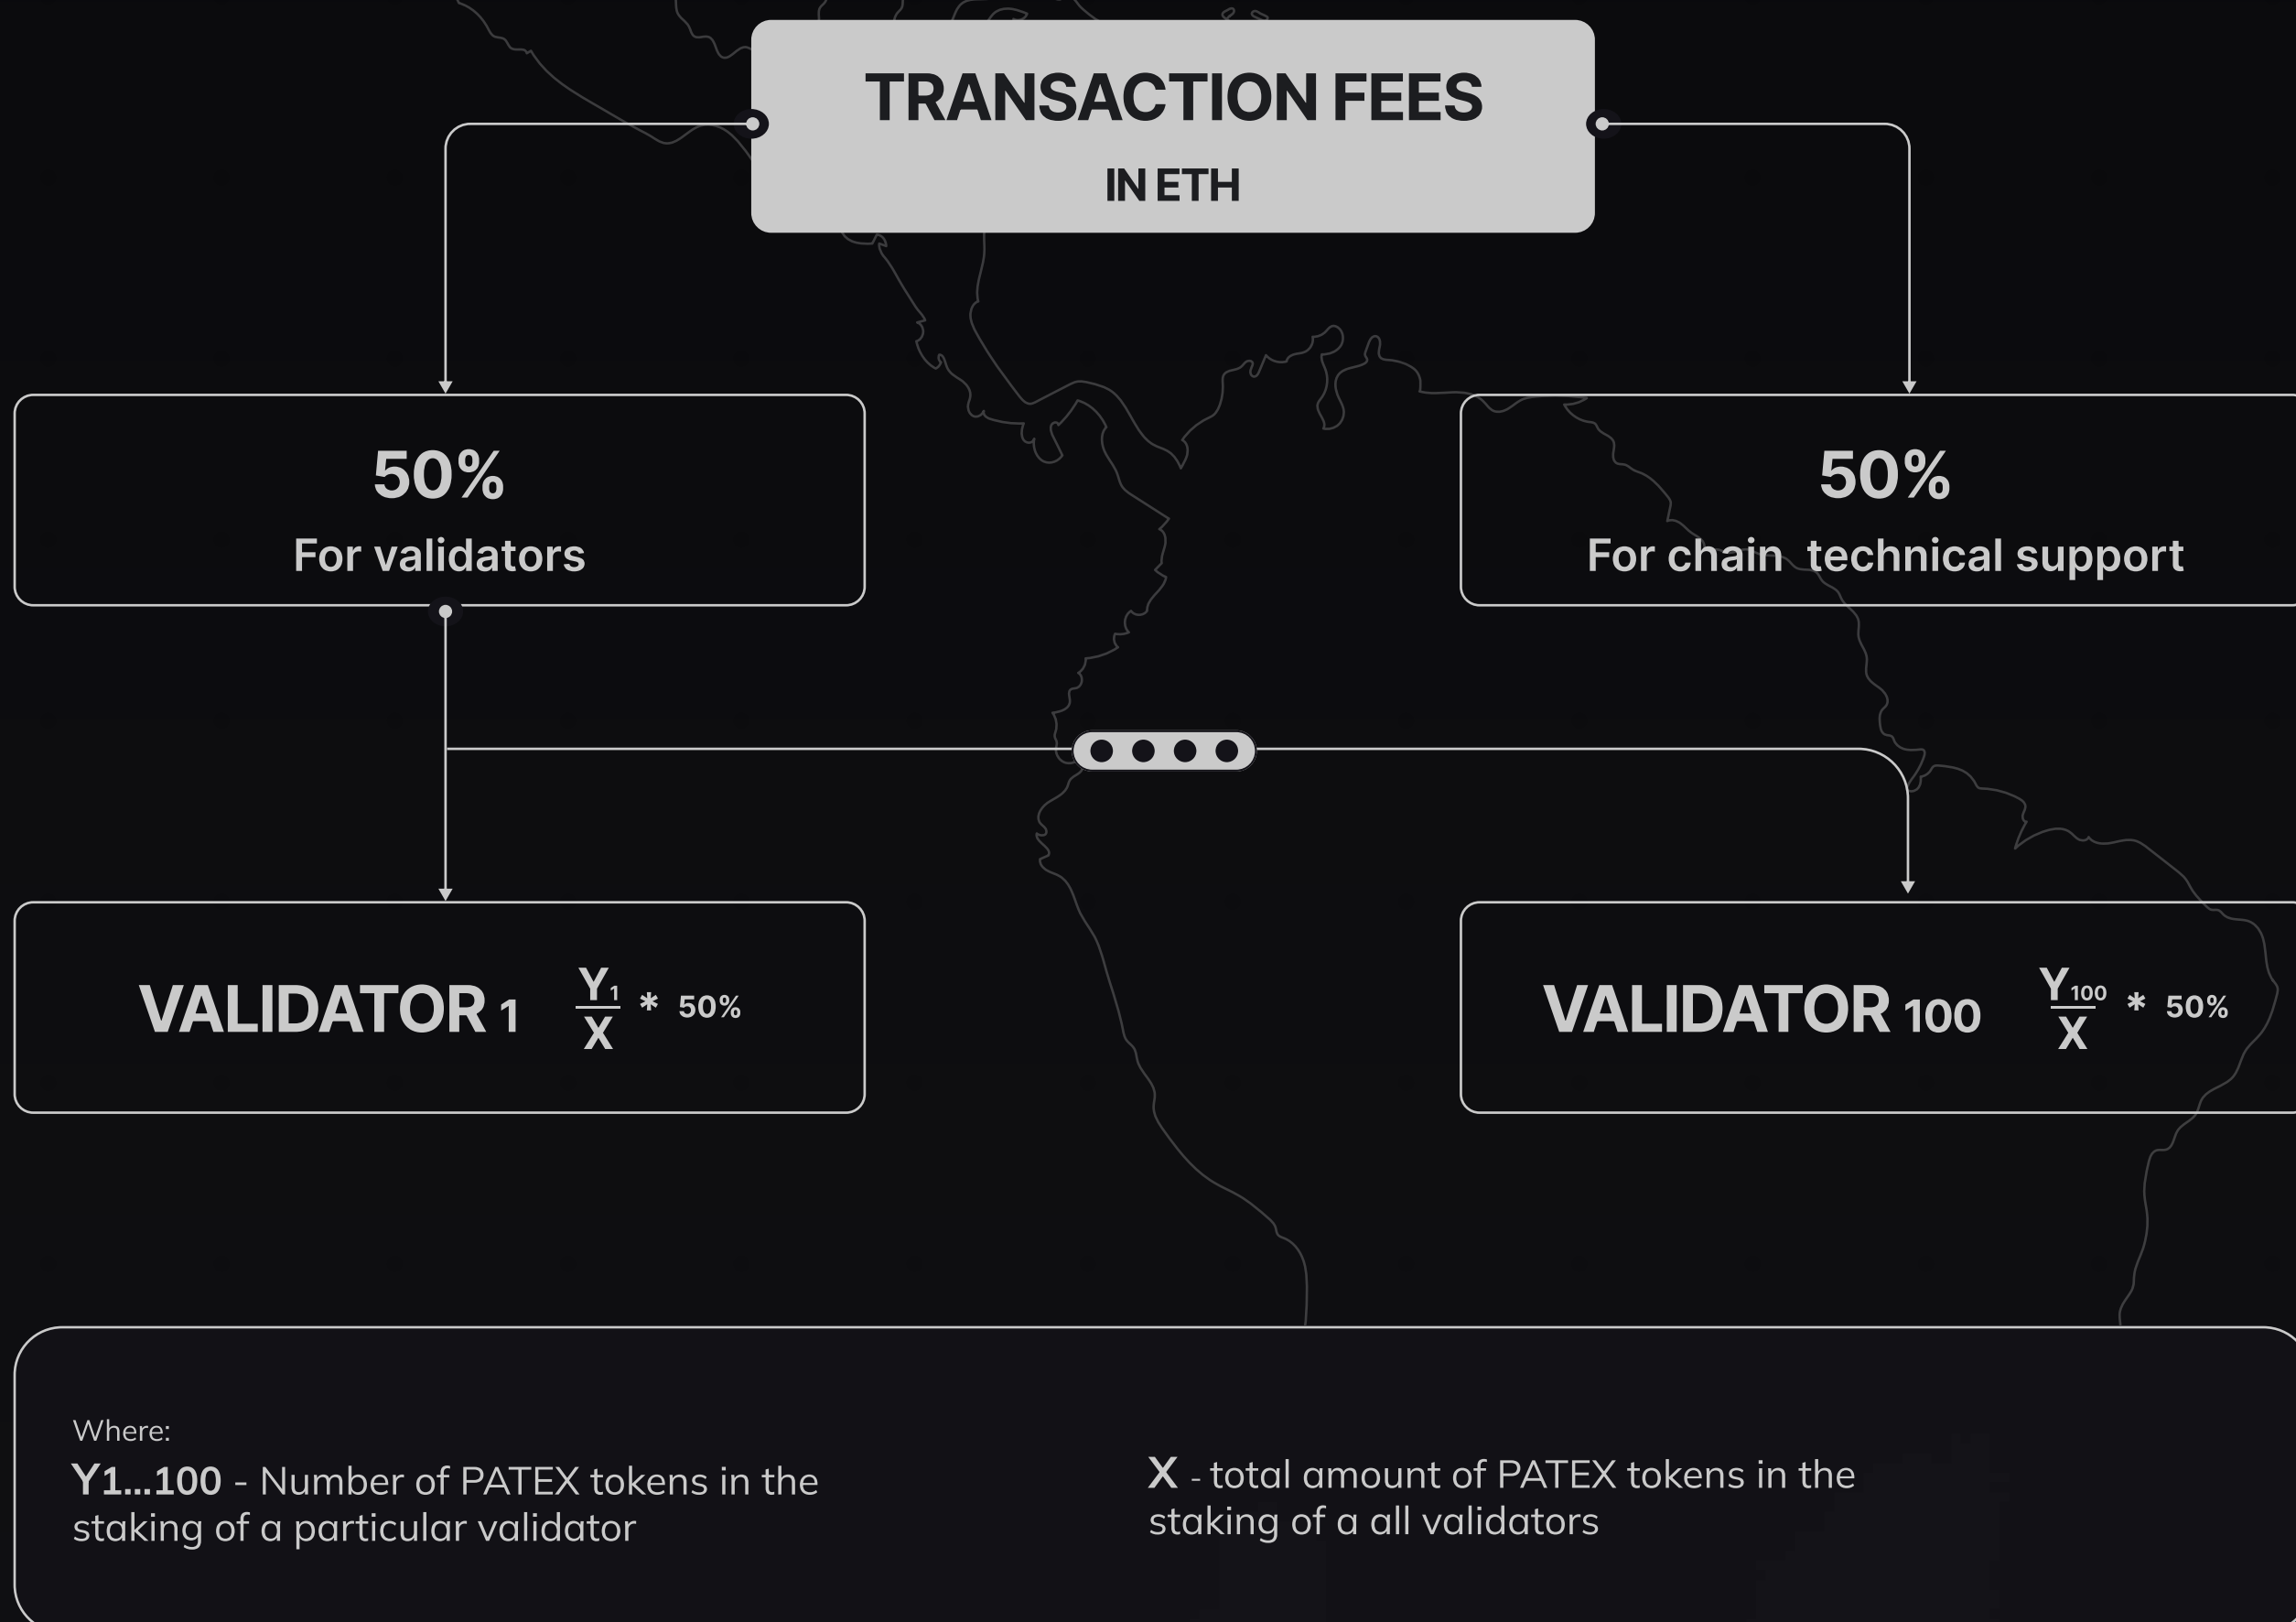 TRANSACTION FEES
IN ETH
50%
For validators
50%
For chain technical support
VALIDATOR 1
Y1
X
* 50%
VALIDATOR 100
Y100
X
* 50%
Where:
Y1...100 - Number of PATEX tokens in the
staking of a particular validator
X - total amount of PATEX tokens in the
staking of a all validators